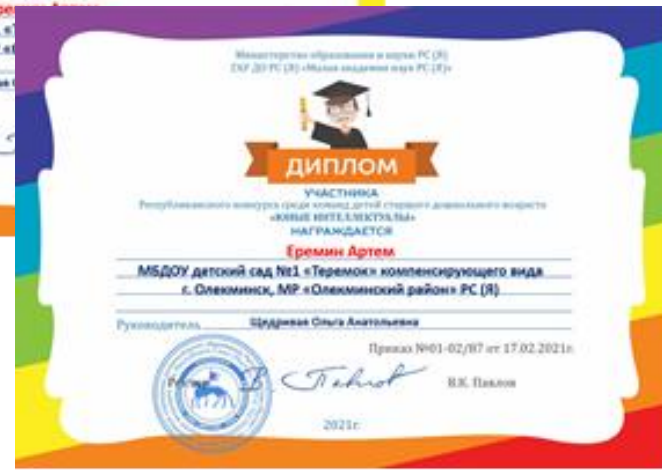 Министерство образования и науки РС (Я)
ГАУ ДО РС (Я) «Малая академия наук РС (Я)»
ДИПЛОМ
УЧАСТНИКА
Республиканского конкурса среди команд детей старшего дошкольного возраста
«ЮНЫЕ ИНТЕЛЛЕКТУАЛЫ»
НАГРАЖДАЕТСЯ
Еремин Артем
МБДОУ детский сад №1 «Теремок» компенсирующего вида
г. Олекминск, МР «Олекминский район» РС (Я)
Руководитель Щедривая Ольга Анатольевна
Приказ №01-02/87 от 17.02.2021г.
В.К. Павлов
2021г.